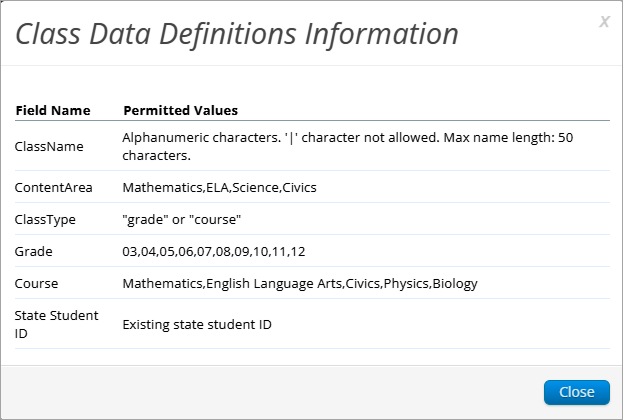 Class Data Definitions Information
x
Field Name Permitted Values
ClassName Alphanumeric characters. '|' character not allowed. Max name length: 50
characters.
ContentArea Mathematics,ELA,Science,Civics
ClassType "grade" or "course"
Grade 03,04,05,06,07,08,09,10,11,12
Course Mathematics,English Language Arts,Civics,Physics,Biology
State Student
ID
Existing state student ID
Close